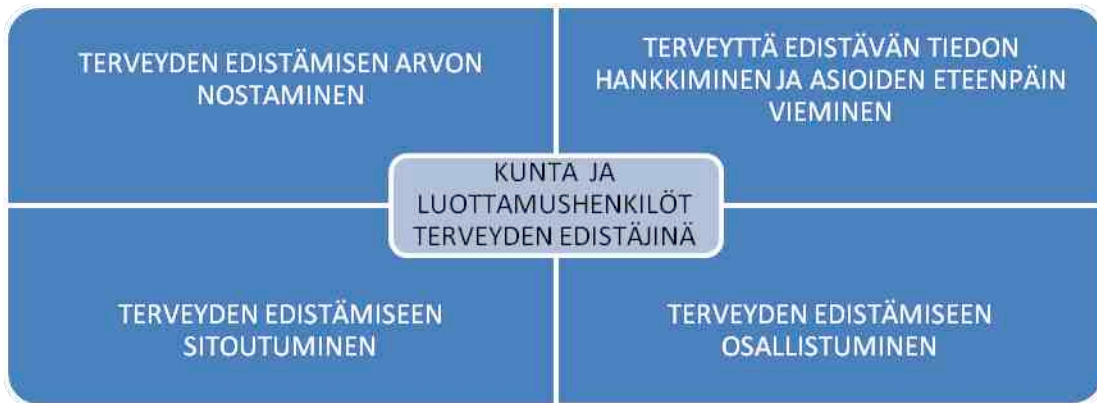 TERVEYDEN EDISTÄMISEN ARVON
NOSTAMINEN
TERVEYTTÄ EDISTÄVÄN TIEDON
HANKKIMINEN JA ASIOIDEN ETEENPÄIN
VIEMINEN
KUNTA JA
LUOTTAMUSHENKILÖT
TERVEYDEN EDISTÄJINÄ
TERVEYDEN EDISTÄMISEEN
SITOUTUMINEN
TERVEYDEN EDISTÄMISEEN
OSALLISTUMINEN